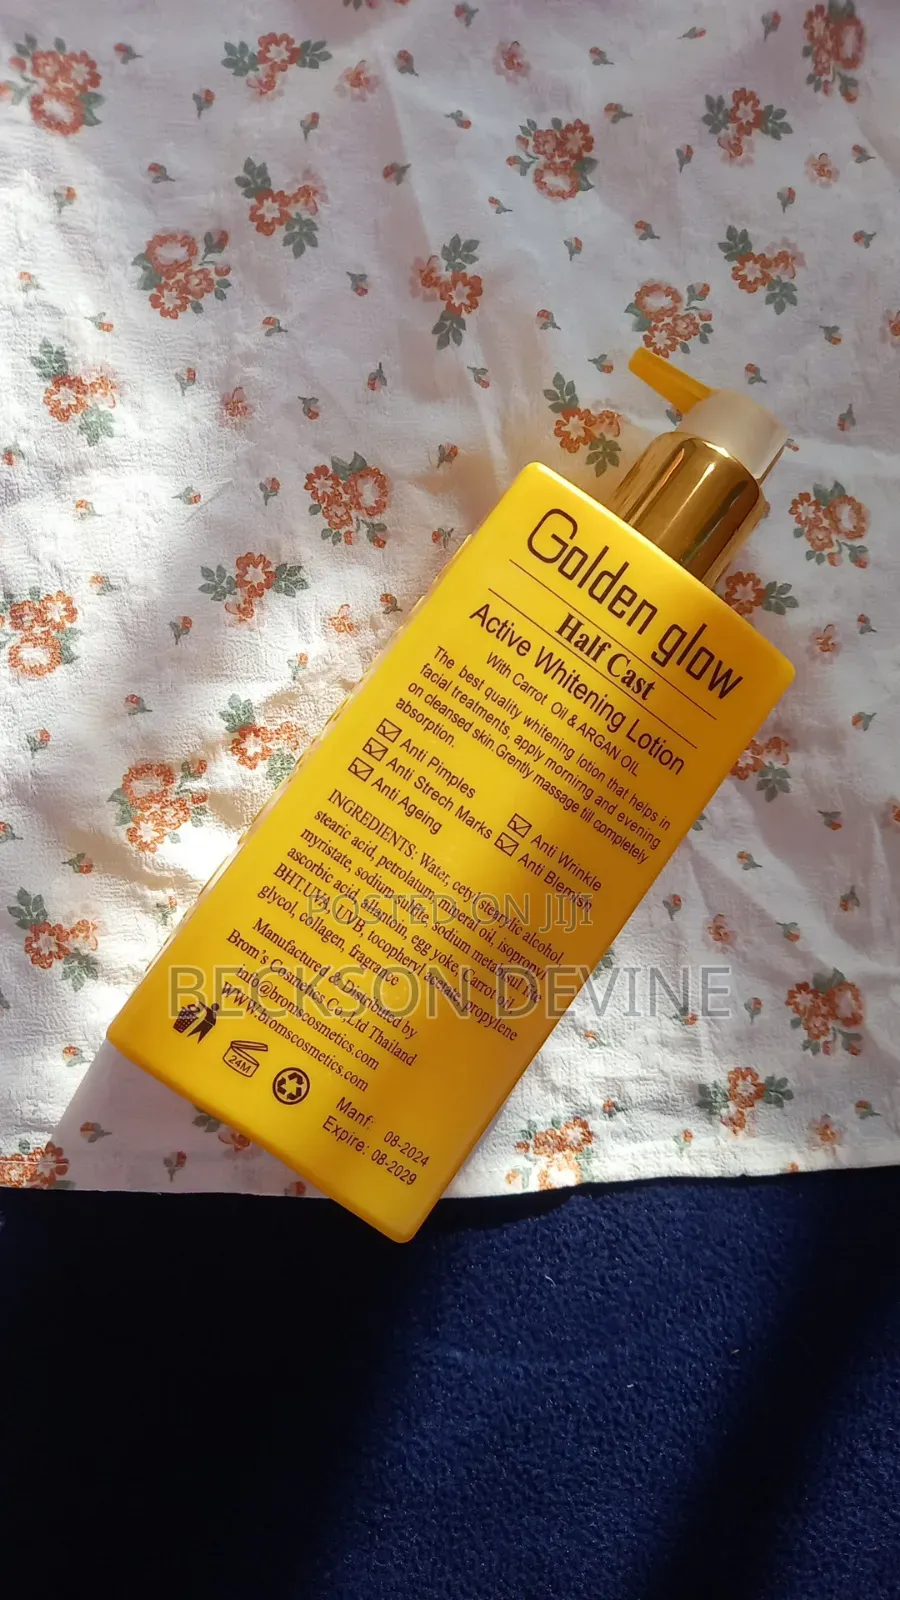 Golden glow
Half Cast
Active Whitening Lotion
With Carrot Oil & ARGAN OIL
The best quality whitening lotion that helps in
facial treatments, apply mornirng and evening
on cleansed skin.Grently massage till completely
absorption.
Anti Pimples
Anti Strech Marks
Anti Ageing
Anti Wrinkle
Anti Blemish
INGREDIENTS: Water, cetyl stearylic alcohol,
stearic acid, petrolatum, mineral oil, isopronyl
myristate, sodium, sulfite, sodium
ascorbic acid, allantoin, egg yoke, Carrot oil,
BHT.UVA, UVB, tocopheryl acetate, propylene
glycol, collagen, fragrance
Manufactured & Distributed by
Brom's Cosmetics Co.,Ltd Thailand
info@bromscosmetics.com
WWW.bromscosmetics.com
24M
Manf: 08-2024
Expire: 08-2029
POSTED ON JIJI
BECKSON DEVINE